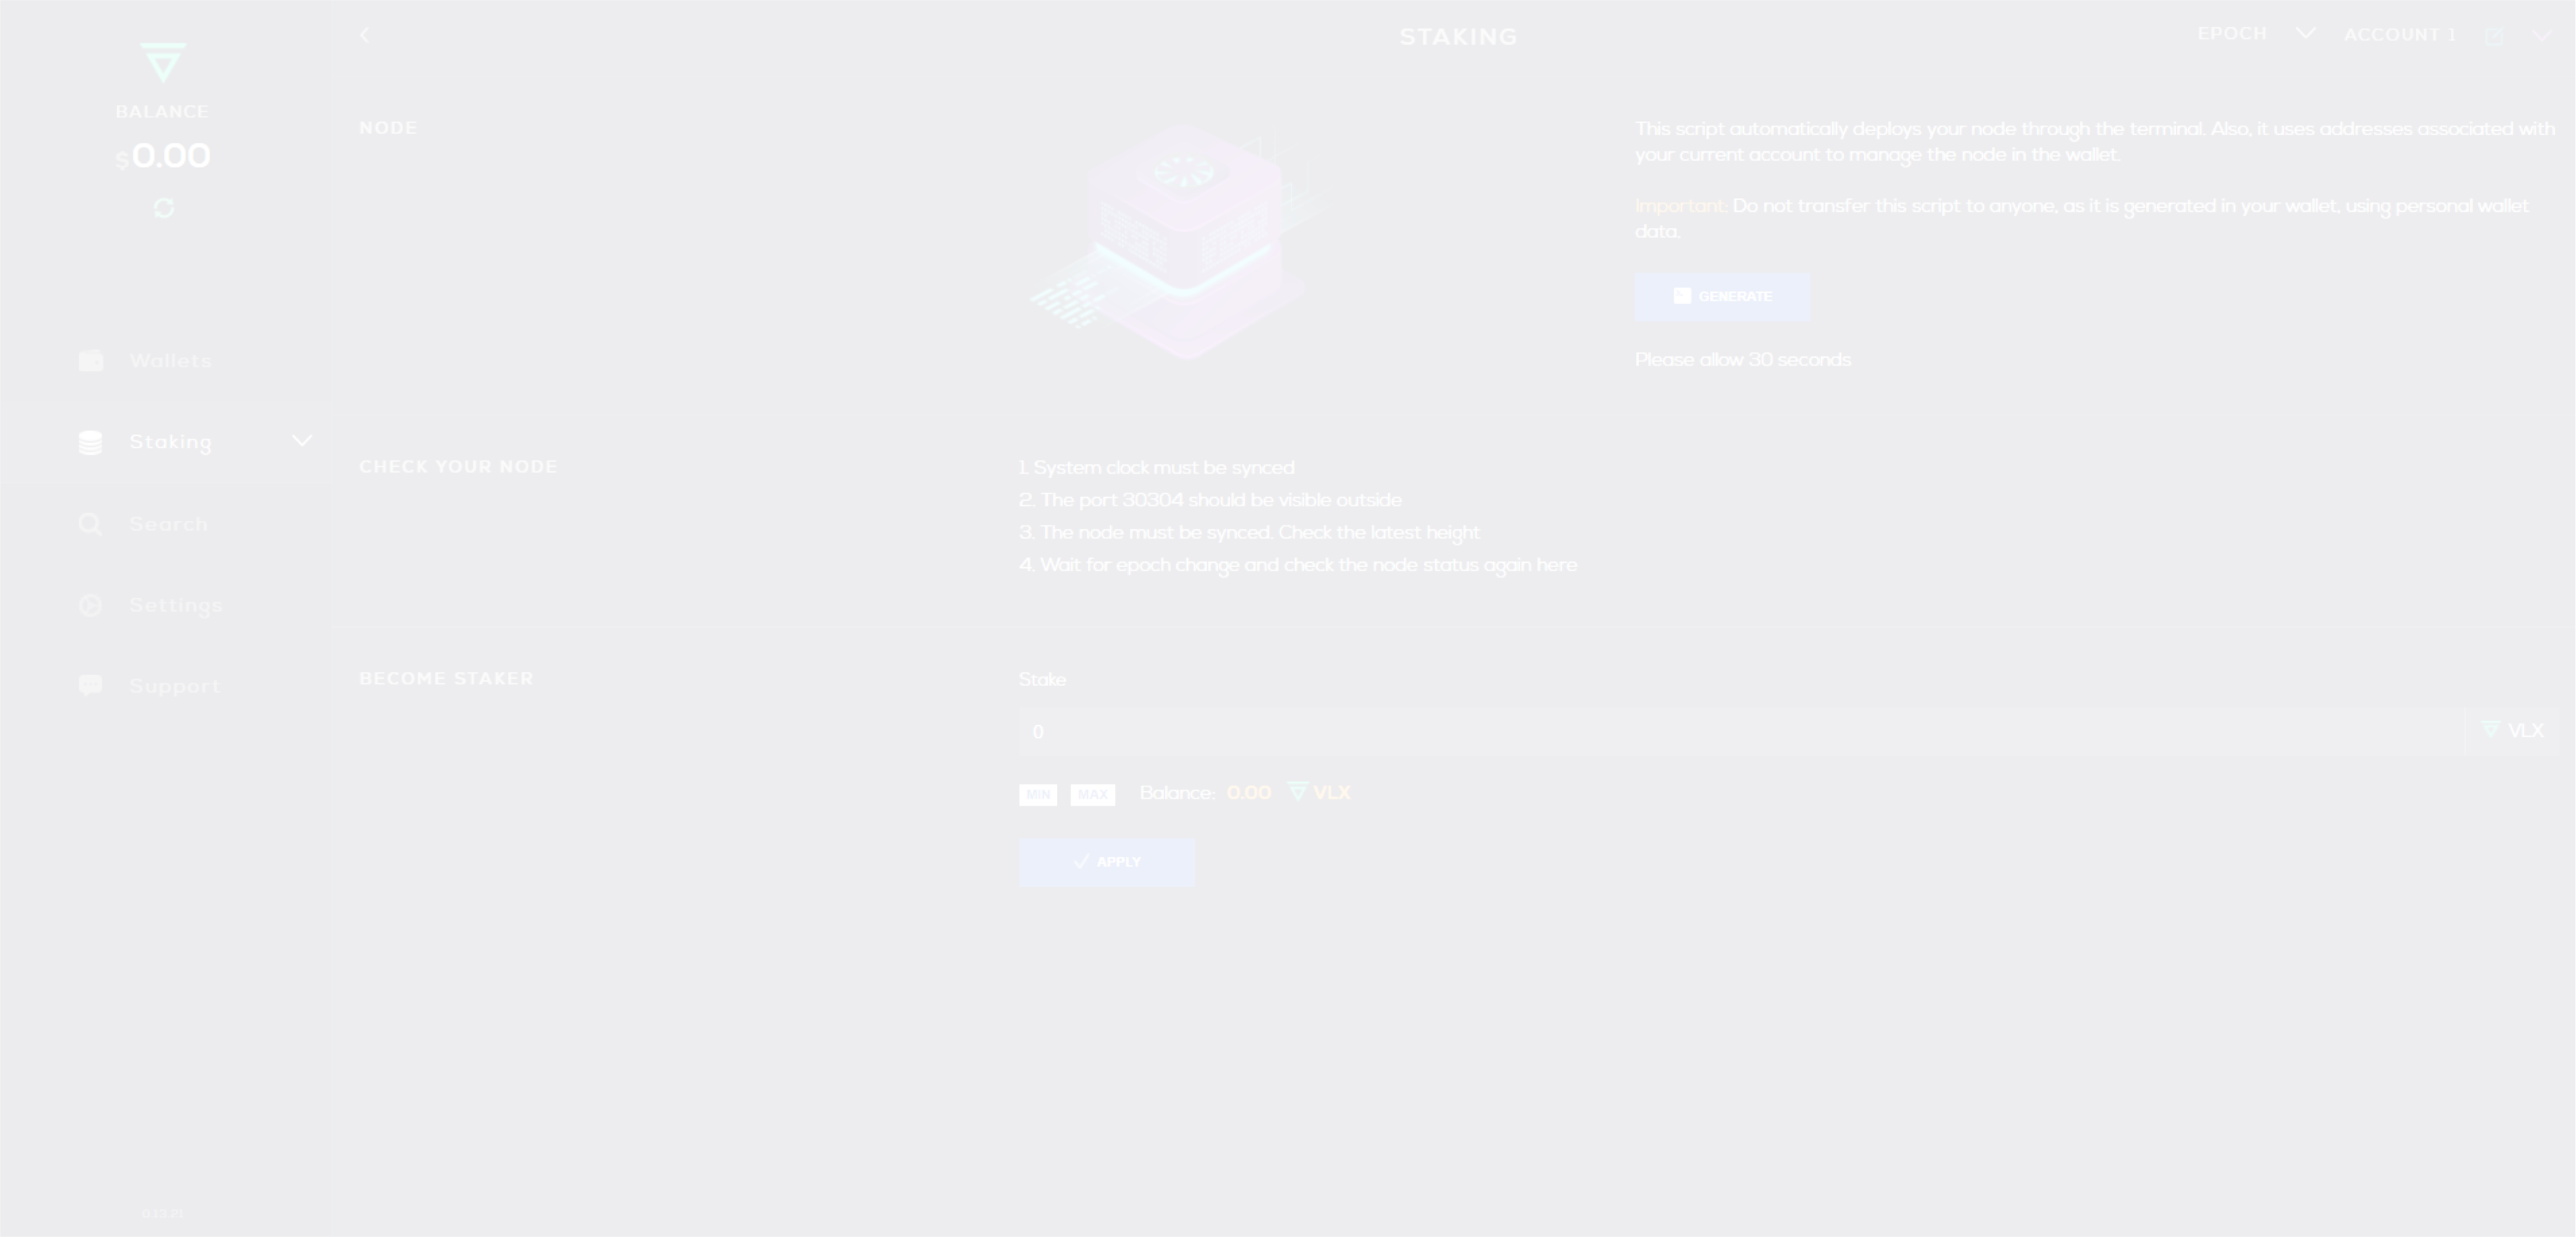 STAKING
EPOCH
ACCOUNT 1
BALANCE
$0.00
Wallets
Staking
Search
Settings
Support
0.13.21
NODE
This script automatically deploys your node through the terminal. Also, it uses addresses associated with
your current account to manage the node in the wallet.
Important: Do not transfer this script to anyone, as it is generated in your wallet, using personal wallet
data.
GENERATE
Please allow 30 seconds
CHECK YOUR NODE
1. System clock must be synced
2. The port 30304 should be visible outside
3. The node must be synced. Check the latest height
4. Wait for epoch change and check the node status again here
BECOME STAKER
Stake
0
VLX
MIN MAX Balance: 0.00 VLX
APPLY